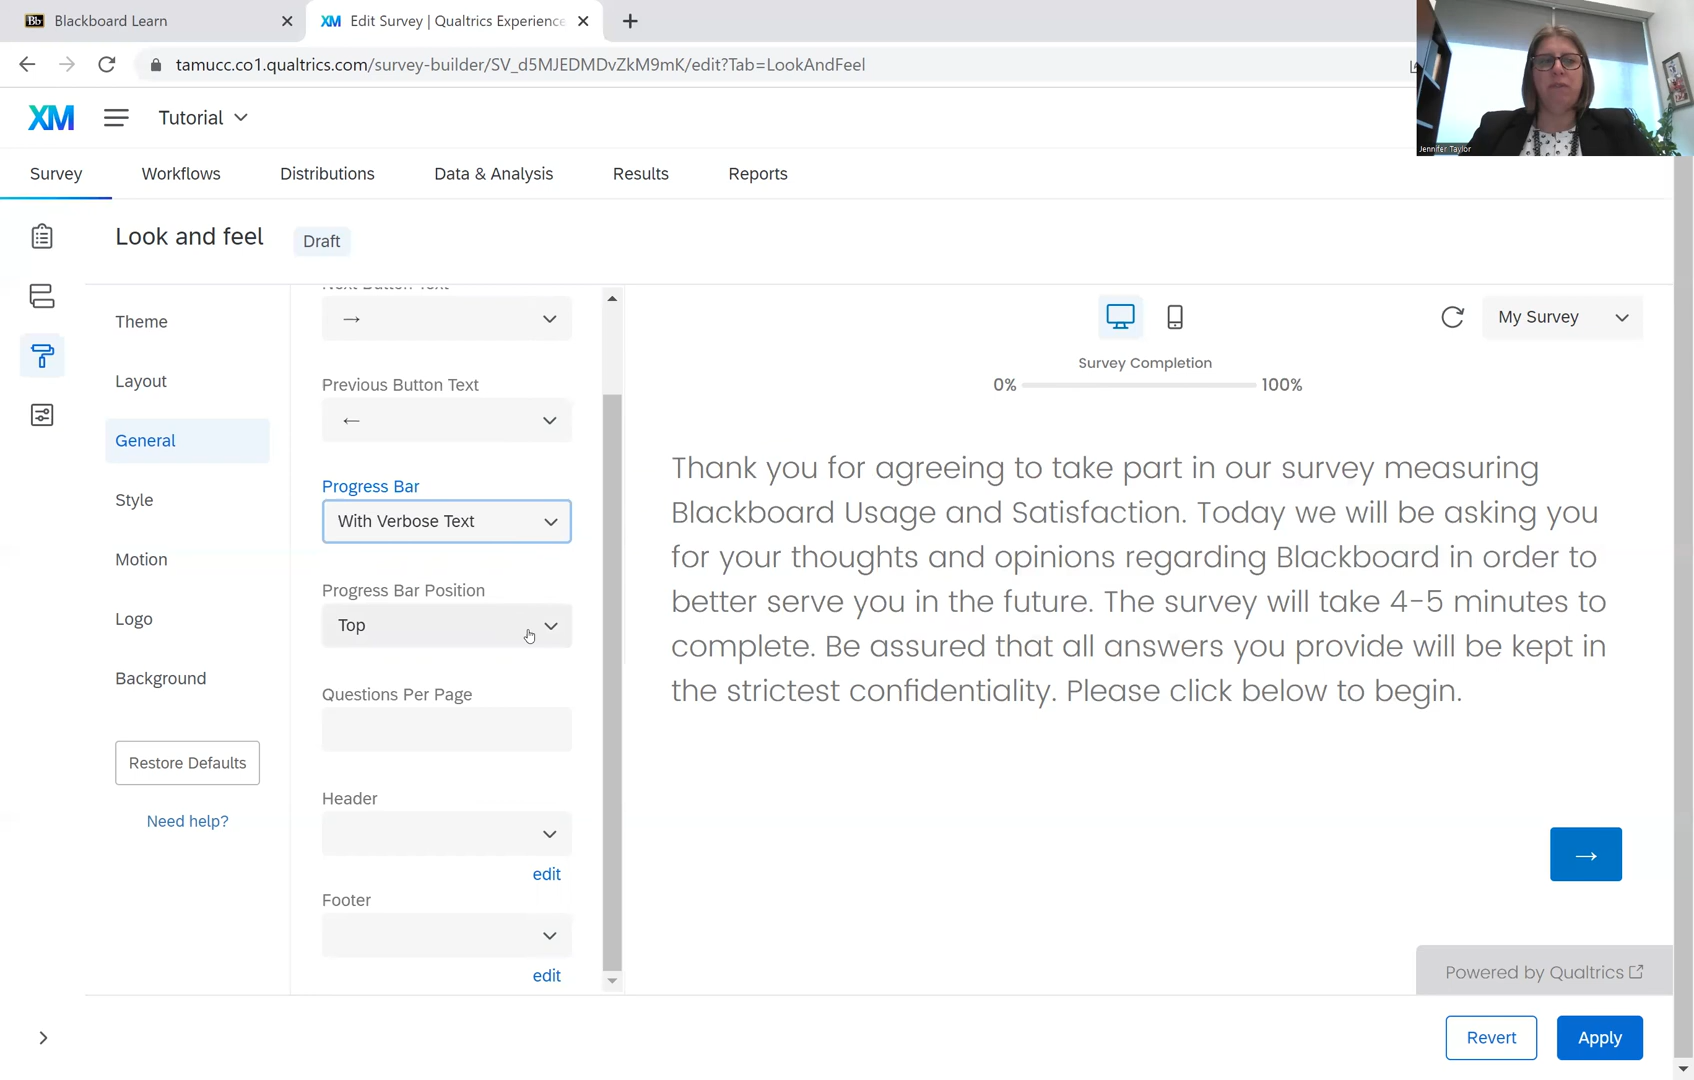 Bb Blackboard Learn
XM Edit Survey | Qualtrics Experience
tamucc.co1.qualtrics.com/survey-builder/SV_d5MJEDMDvZkM9mK/edit?Tab=LookAndFeel
Jennifer Taylor
XM Tutorial
Survey Workflows Distributions Data & Analysis Results Reports
Look and feel Draft
Theme
Layout
General
Style
Motion
Logo
Background
Restore Defaults
Need help?
Next Button Text
→
Previous Button Text
←
Progress Bar
With Verbose Text
Progress Bar Position
Top
Questions Per Page
Header
edit
Footer
edit
My Survey
Survey Completion
0% 100%
Thank you for agreeing to take part in our survey measuring
Blackboard Usage and Satisfaction. Today we will be asking you
for your thoughts and opinions regarding Blackboard in order to
better serve you in the future. The survey will take 4-5 minutes to
complete. Be assured that all answers you provide will be kept in
the strictest confidentiality. Please click below to begin.
→
Powered by Qualtrics
Revert Apply